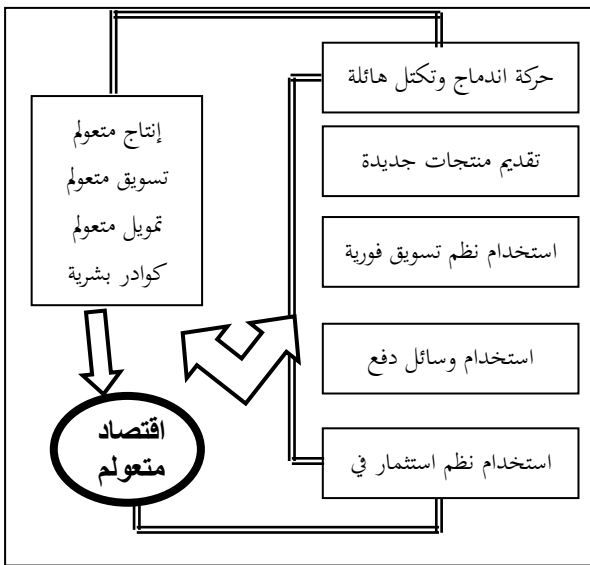 حركة اندماج وتكتل هائلة
تقديم منتجات جديدة
استخدام نظم تسويق فورية
استخدام وسائل دفع
استخدام نظم استثمار في
إنتاج متعولم
تسويق متعولم
تمويل متعولم
كوادر بشرية
اقتصاد
متعولم